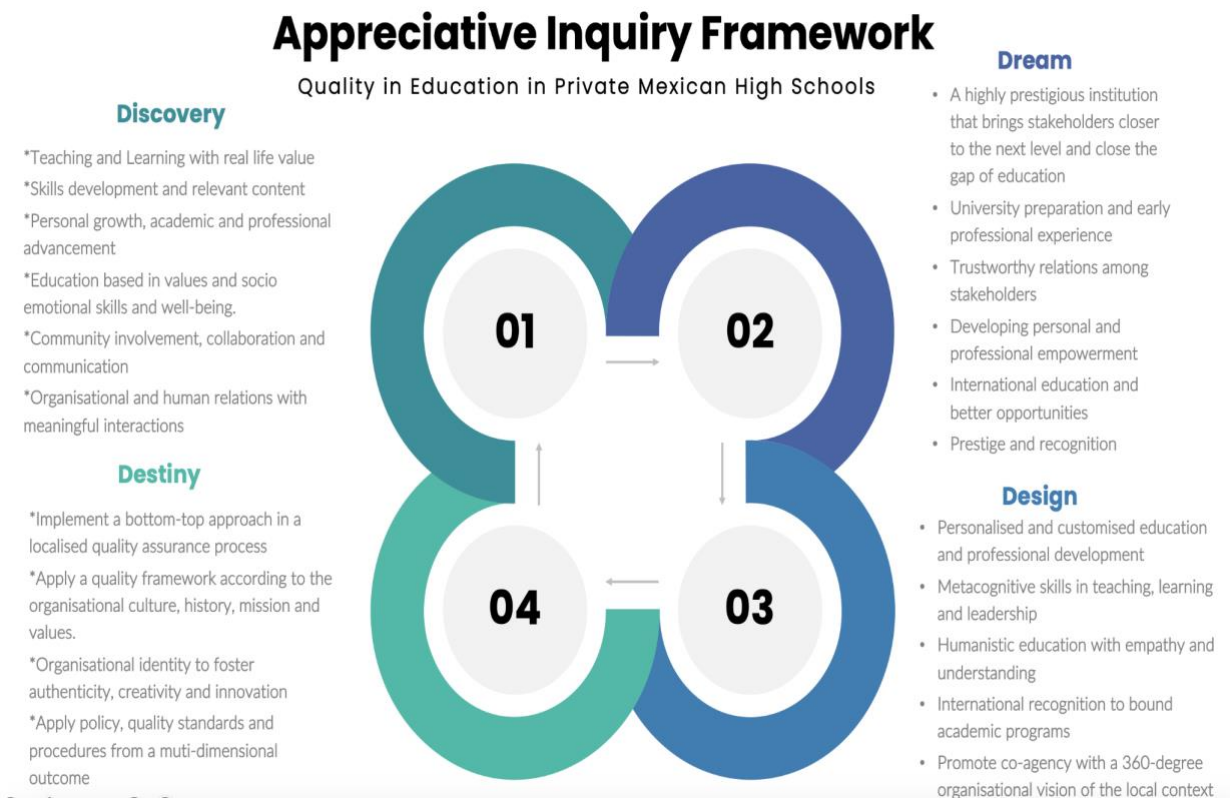 Appreciative Inquiry Framework
Quality in Education in Private Mexican High Schools
Discovery
*Teaching and Learning with real life value
*Skills development and relevant content
*Personal growth, academic and professional
advancement
*Education based in values and socio
emotional skills and well-being.
*Community involvement, collaboration and
communication
*Organisational and human relations with
meaningful interactions
01
02
Dream
• A highly prestigious institution
that brings stakeholders closer
to the next level and close the
gap of education
• University preparation and early
professional experience
• Trustworthy relations among
stakeholders
• Developing personal and
professional empowerment
• International education and
better opportunities
• Prestige and recognition
Design
• Personalised and customised education
and professional development
• Metacognitive skills in teaching, learning
and leadership
• Humanistic education with empathy and
understanding
• International recognition to bound
academic programs
• Promote co-agency with a 360-degree
organisational vision of the local context
03
04
Destiny
*Implement a bottom-top approach in a
localised quality assurance process
*Apply a quality framework according to the
organisational culture, history, mission and
values.
*Organisational identity to foster
authenticity, creativity and innovation
*Apply policy, quality standards and
procedures from a muti-dimensional
outcome